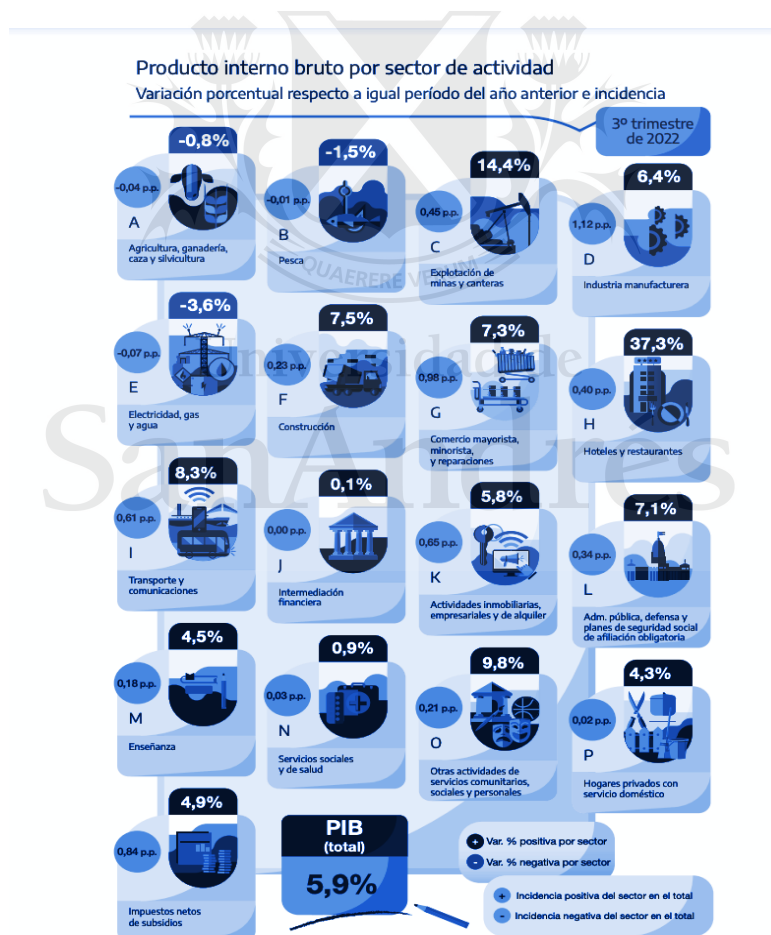 Producto interno bruto por sector de actividad
Variación porcentual respecto a igual período del año anterior e incidencia
3º trimestre
de 2022
-0,8%
-0,04 p.p.
A
Agricultura, ganadería,
caza y silvicultura
-1,5%
-0,01 p.p.
B
Pesca
14,4%
0,45 p.p.
C
Explotación de
minas y canteras
6,4%
1,12 p.p.
D
Industria manufacturera
QUAERERE VERUM
-3,6%
-0,07 p.p.
E
Electricidad, gas
y agua
7,5%
0,23 p.p.
F
Construcción
7,3%
0,98 p.p.
G
Comercio mayorista,
minorista,
y reparaciones
37,3%
0,40 p.p.
H
Hoteles y restaurantes
Universidad de
SanAndrés
8,3%
0,61 p.p.
I
Transporte y
comunicaciones
0,1%
0,00 p.p.
J
Intermediación
financiera
5,8%
0,65 p.p.
K
Actividades inmobiliarias,
empresariales y de alquiler
7,1%
0,34 p.p.
L
Adm. pública, defensa y
planes de seguridad social
de afiliación obligatoria
4,5%
0,18 p.p.
M
Enseñanza
0,9%
0,03 p.p.
N
Servicios sociales
y de salud
9,8%
0,21 p.p.
O
Otras actividades de
servicios comunitarios,
sociales y personales
4,3%
0,02 p.p.
P
Hogares privados con
servicio doméstico
4,9%
0,84 p.p.
Impuestos netos
de subsidios
PIB
(total)
5,9%
+ Var. % positiva por sector
- Var. % negativa por sector
+ Incidencia positiva del sector en el total
- Incidencia negativa del sector en el total